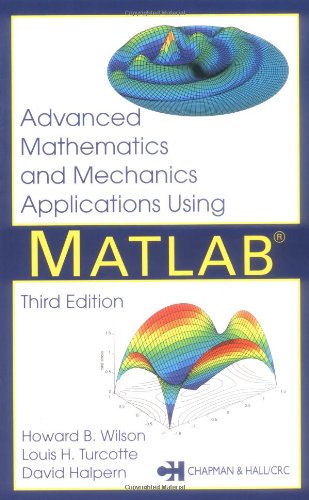 Advanced
Mathematics
and Mechanics
Applications Using
MATLAB®
Third Edition
Howard B. Wilson
Louis H. Turcotte
David Halpern
CHAPMAN & HALL/CRC